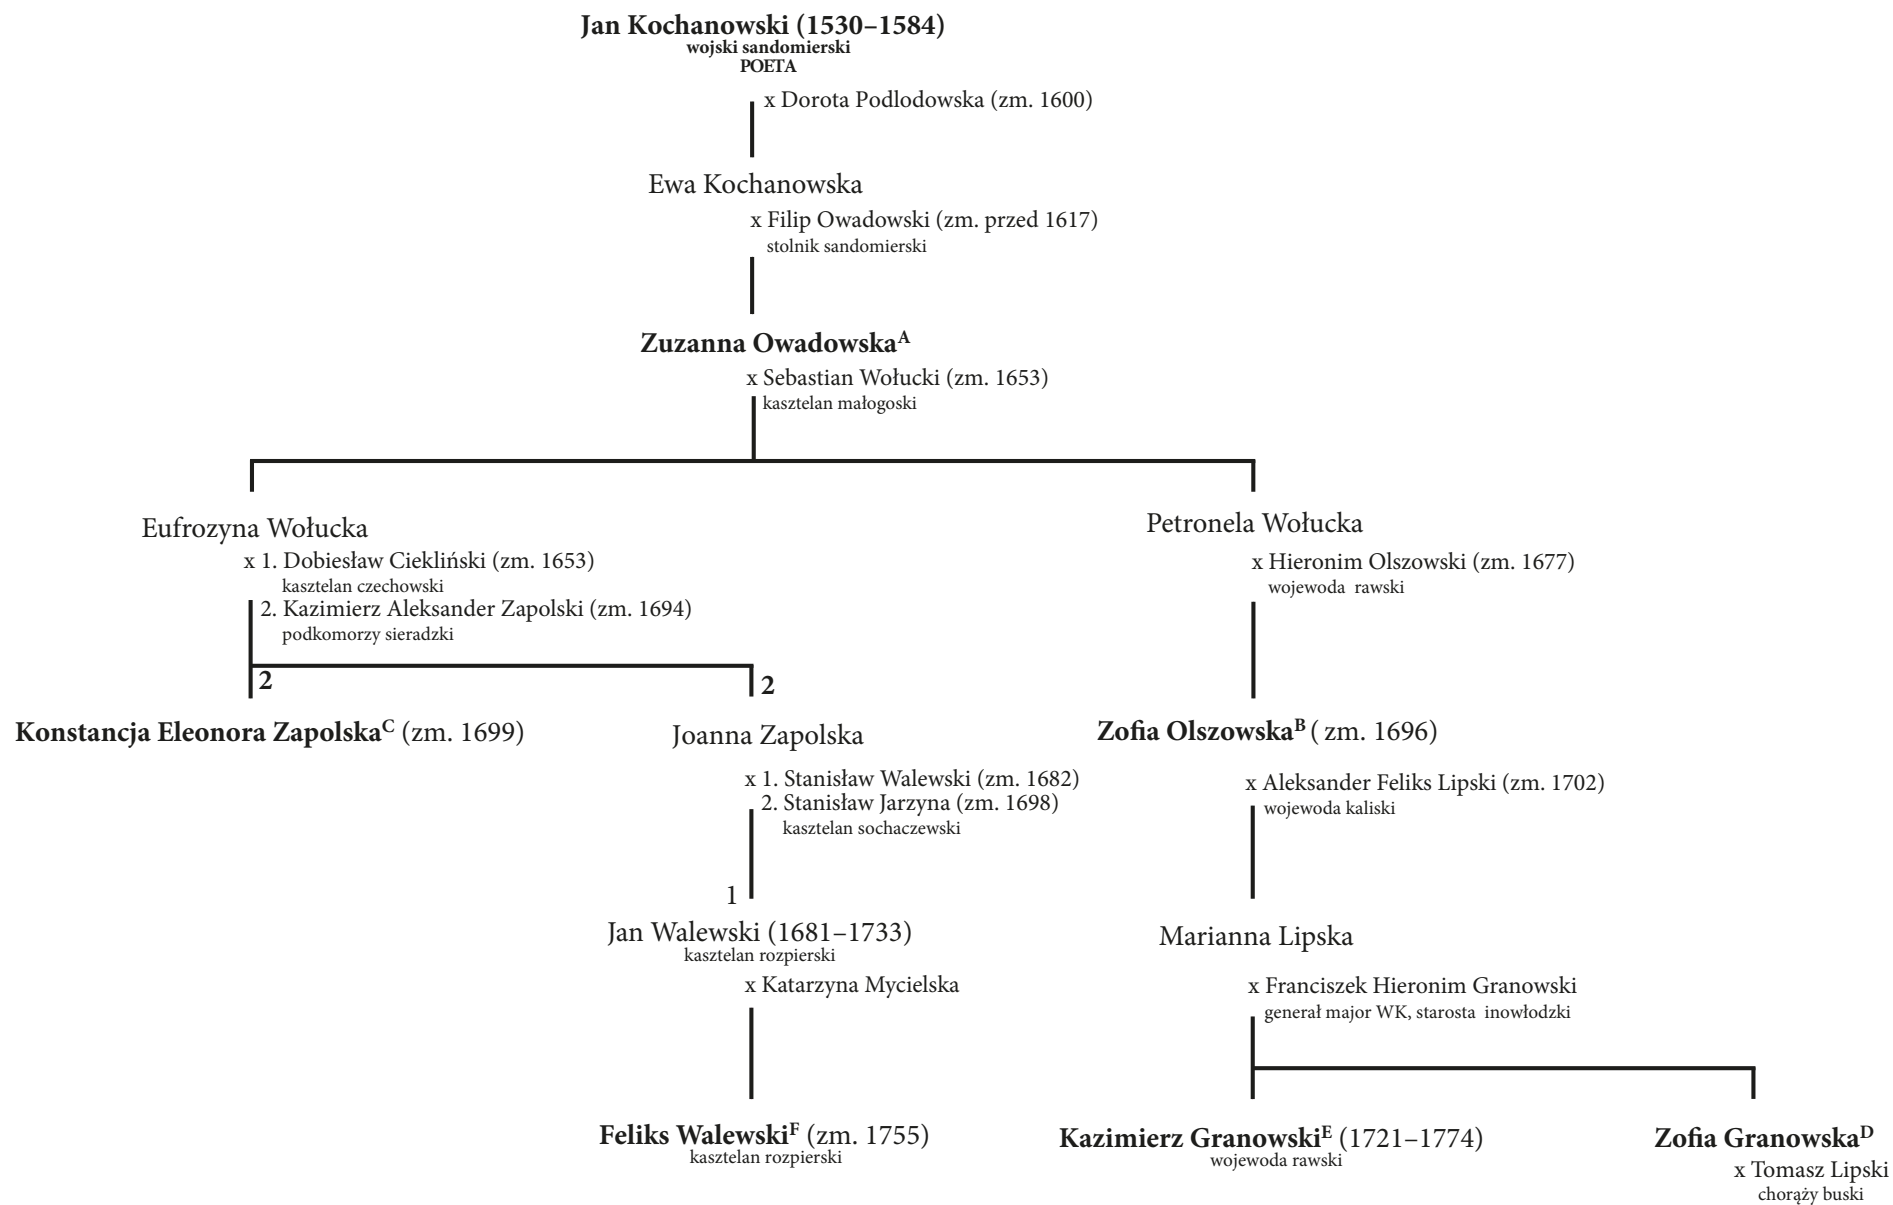 Jan Kochanowski (1530–1584)
wojski sandomierski
POETA
x Dorota Podlodowska (zm. 1600)
Ewa Kochanowska
x Filip Owadowski (zm. przed 1617)
stolnik sandomierski
Zuzanna Owadowska^A
x Sebastian Wołucki (zm. 1653)
kasztelan małogoski
Eufrozyna Wołucka
x 1. Dobiesław Ciekliński (zm. 1653)
kasztelan czechowski
2. Kazimierz Aleksander Zapolski (zm. 1694)
podkomorzy sieradzki
Petronela Wołucka
x Hieronim Olszowski (zm. 1677)
wojewoda rawski
2
2
Konstancja Eleonora Zapolska^C (zm. 1699)
Joanna Zapolska
x 1. Stanisław Walewski (zm. 1682)
2. Stanisław Jarzyna (zm. 1698)
kasztelan sochaczewski
Zofia Olszowska^B ( zm. 1696)
x Aleksander Feliks Lipski (zm. 1702)
wojewoda kaliski
1
Jan Walewski (1681–1733)
kasztelan rozpierski
x Katarzyna Mycielska
Marianna Lipska
x Franciszek Hieronim Granowski
generał major WK, starosta inowłodzki
Feliks Walewski^F (zm. 1755)
kasztelan rozpierski
Kazimierz Granowski^E (1721–1774)
wojewoda rawski
Zofia Granowska^D
x Tomasz Lipski
chorąży buski